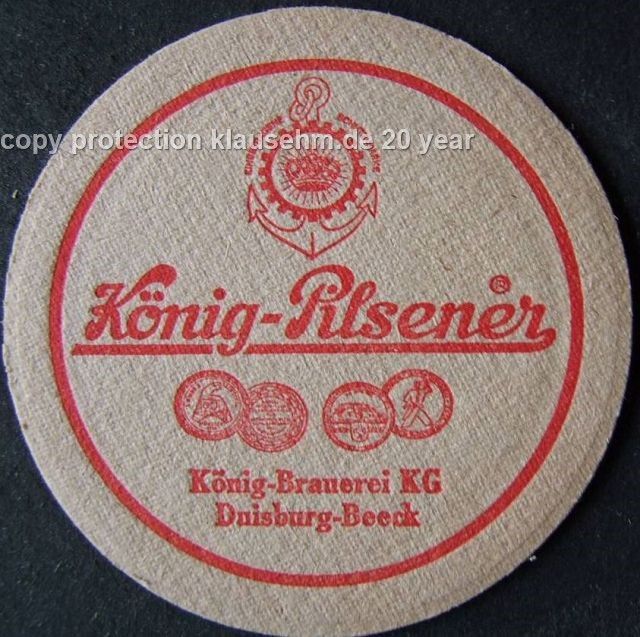 copy protection klausehm.de 20 year
König-Pilsener ®
König-Brauerei KG
Duisburg-Beeck